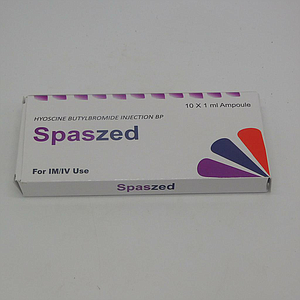 10 X 1 ml Ampoule
HYOSCINE BUTYLBROMIDE INJECTION BP
Spaszed
For IM/IV Use
Spaszed